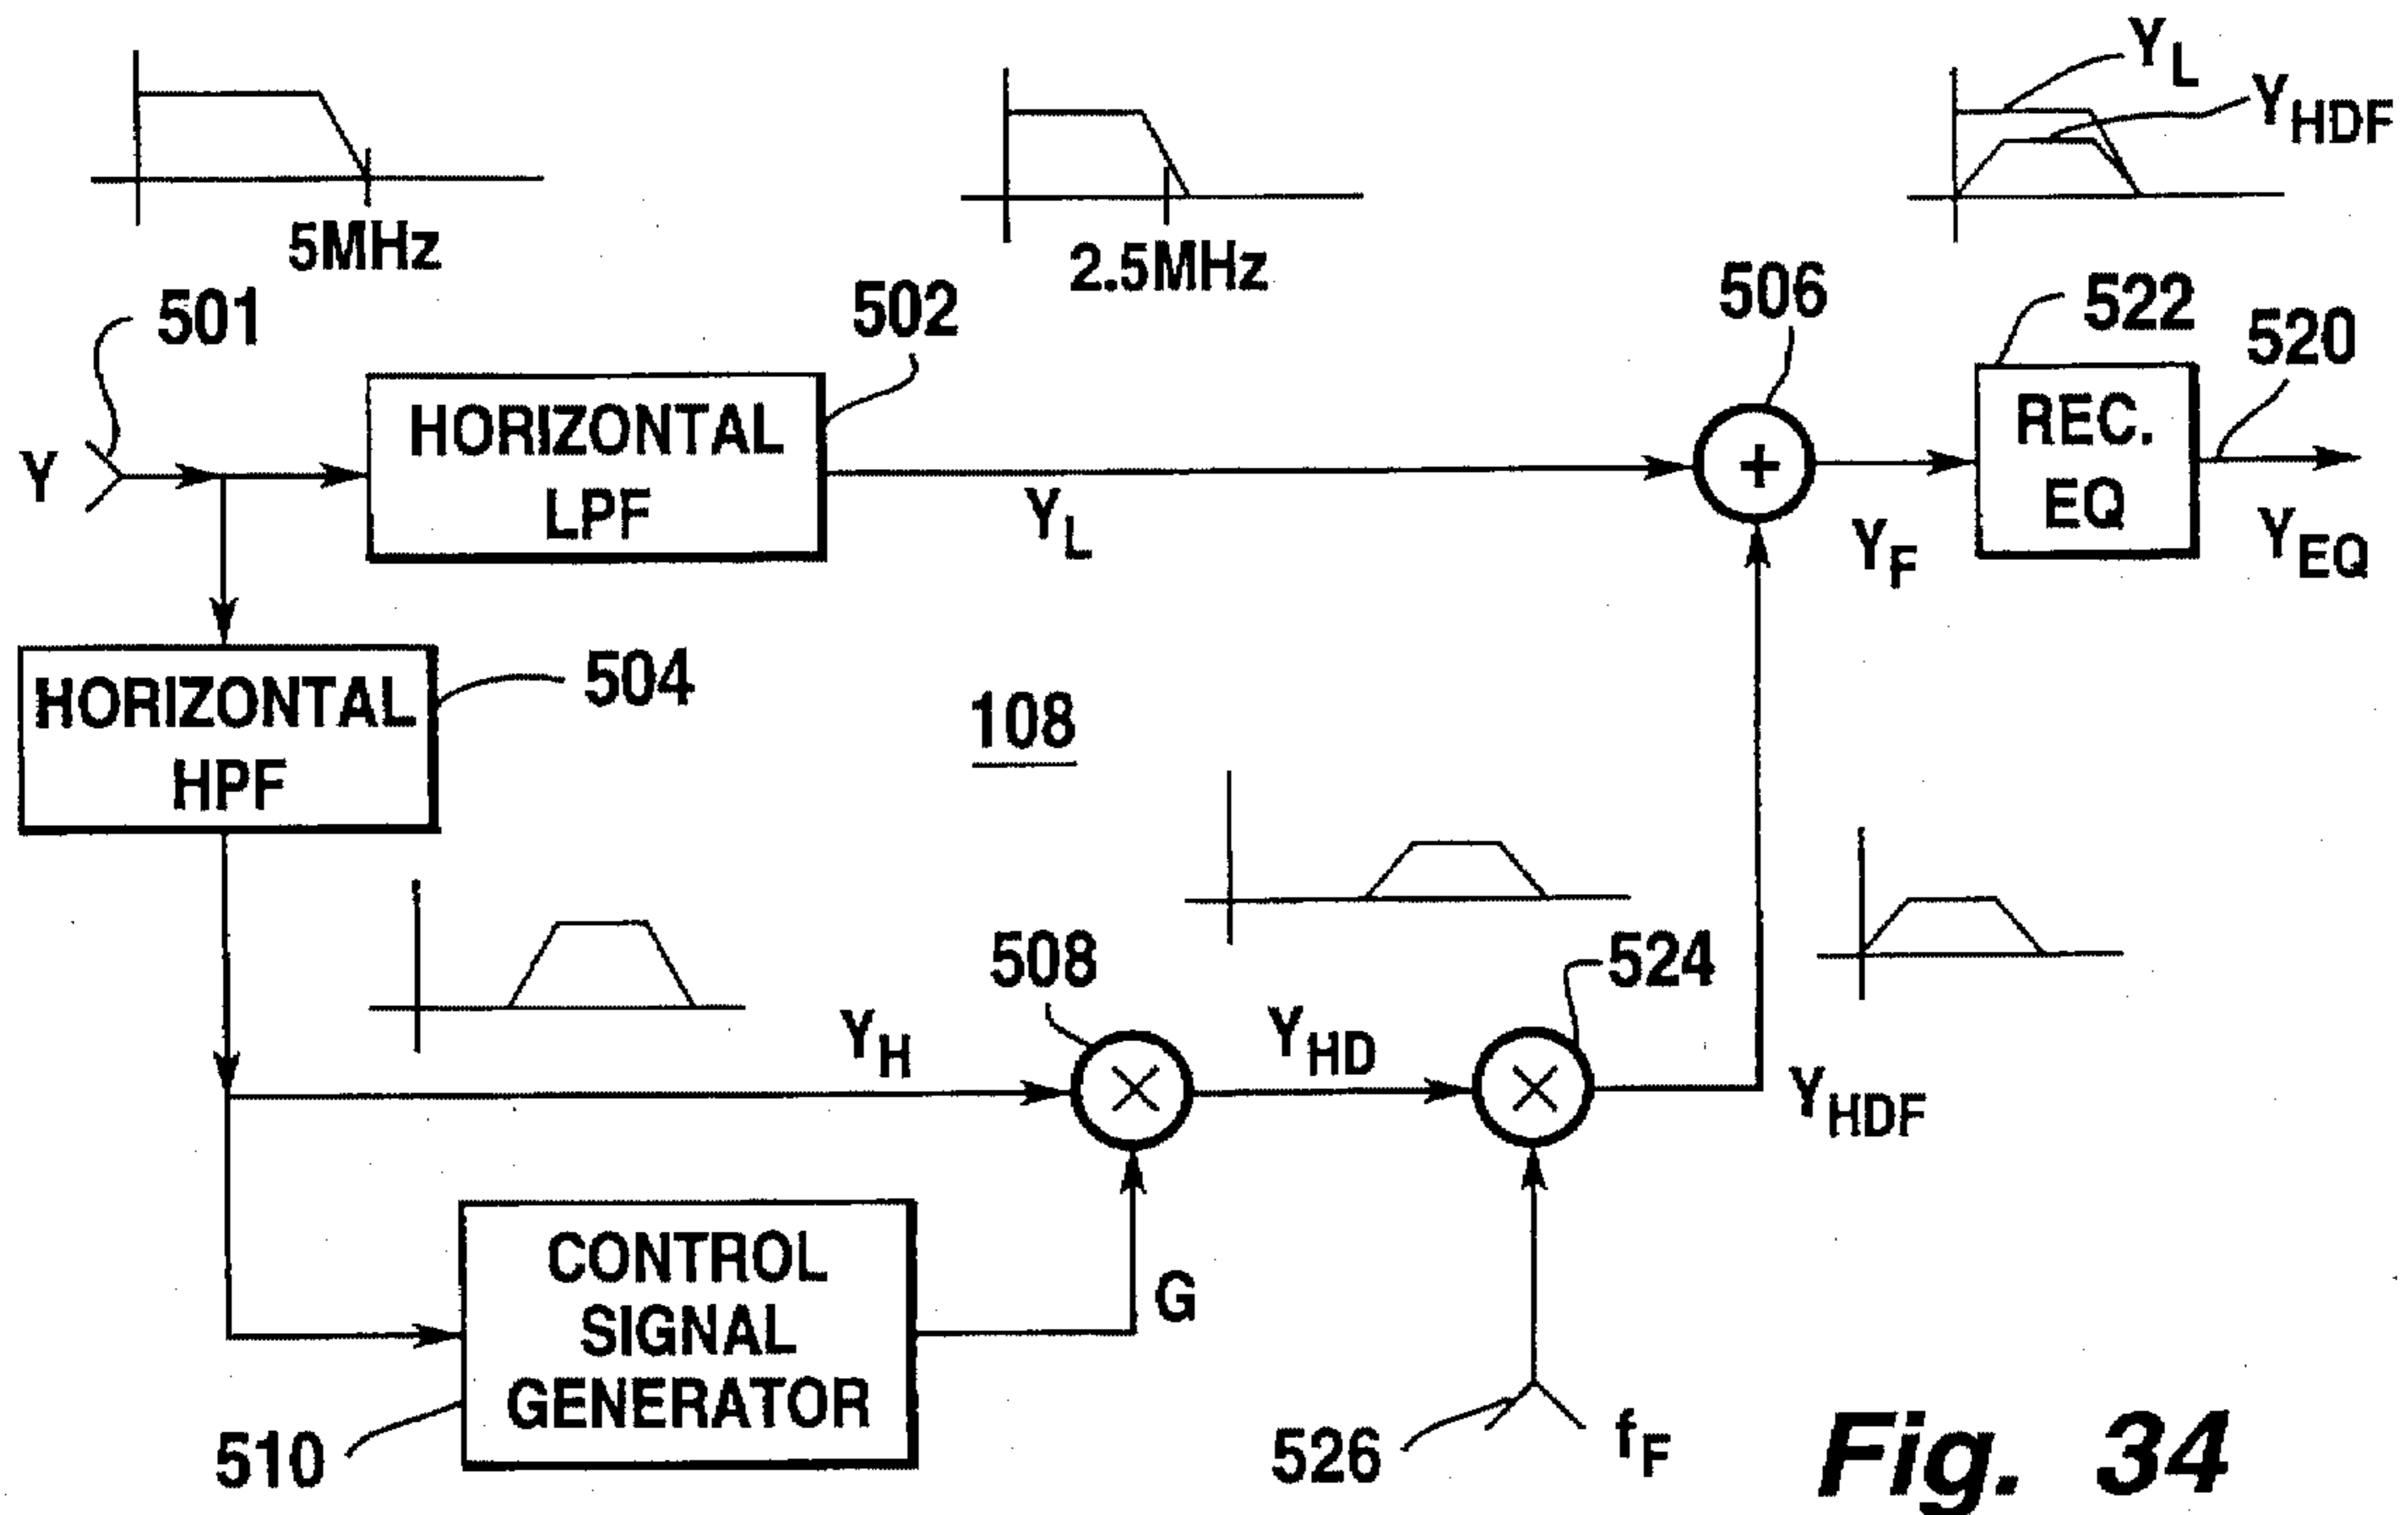 Y_L
Y_HDF
5MHz
2.5MHz
501
502
506
522
520
Y
HORIZONTAL
LPF
Y_L
+
Y_F
REC.
EQ
Y_EQ
HORIZONTAL
HPF
504
108
508
524
Y_H
×
Y_HD
×
Y_HDF
CONTROL
SIGNAL
GENERATOR
G
510
526
f_F
Fig. 34